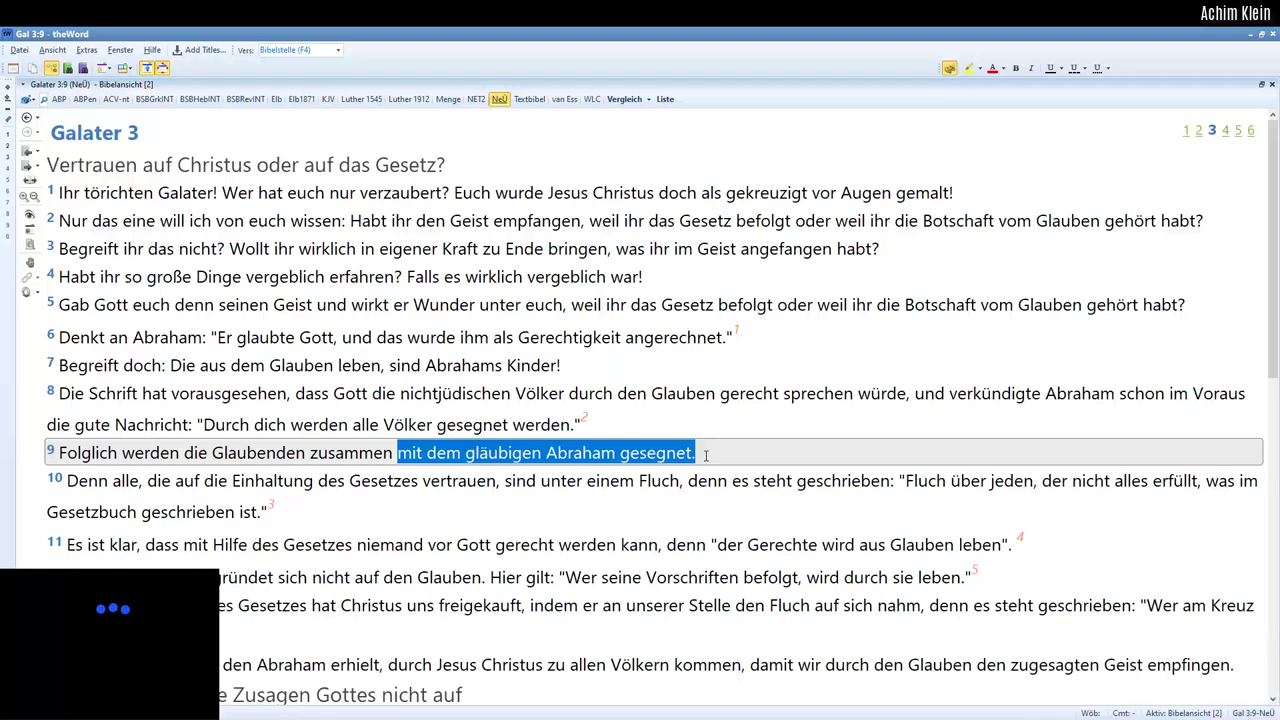 Achim Klein
Gal 3:9 - theWord
Datei Ansicht Extras Fenster Hilfe Add Titles... Vers: Bibelstelle (F4)
Galater 3:9 (NeÜ) - Bibelansicht [2]
ABP ABPen ACV-nt BSBGrkINT BSBHebINT BSBRevINT Elb Elb1871 KJV Luther 1545 Luther 1912 Menge NET2 NeÜ Textbibel van Ess WLC Vergleich Liste
Galater 3
1 2 3 4 5 6
Vertrauen auf Christus oder auf das Gesetz?
1 Ihr törichten Galater! Wer hat euch nur verzaubert? Euch wurde Jesus Christus doch als gekreuzigt vor Augen gemalt!
2 Nur das eine will ich von euch wissen: Habt ihr den Geist empfangen, weil ihr das Gesetz befolgt oder weil ihr die Botschaft vom Glauben gehört habt?
3 Begreift ihr das nicht? Wollt ihr wirklich in eigener Kraft zu Ende bringen, was ihr im Geist angefangen habt?
4 Habt ihr so große Dinge vergeblich erfahren? Falls es wirklich vergeblich war!
5 Gab Gott euch denn seinen Geist und wirkt er Wunder unter euch, weil ihr das Gesetz befolgt oder weil ihr die Botschaft vom Glauben gehört habt?
6 Denkt an Abraham: "Er glaubte Gott, und das wurde ihm als Gerechtigkeit angerechnet."1
7 Begreift doch: Die aus dem Glauben leben, sind Abrahams Kinder!
8 Die Schrift hat vorausgesehen, dass Gott die nichtjüdischen Völker durch den Glauben gerecht sprechen würde, und verkündigte Abraham schon im Voraus
die gute Nachricht: "Durch dich werden alle Völker gesegnet werden."2
9 Folglich werden die Glaubenden zusammen mit dem gläubigen Abraham gesegnet.
10 Denn alle, die auf die Einhaltung des Gesetzes vertrauen, sind unter einem Fluch, denn es steht geschrieben: "Fluch über jeden, der nicht alles erfüllt, was im
Gesetzbuch geschrieben ist."3
11 Es ist klar, dass mit Hilfe des Gesetzes niemand vor Gott gerecht werden kann, denn "der Gerechte wird aus Glauben leben". 4
gründet sich nicht auf den Glauben. Hier gilt: "Wer seine Vorschriften befolgt, wird durch sie leben."5
es Gesetzes hat Christus uns freigekauft, indem er an unserer Stelle den Fluch auf sich nahm, denn es steht geschrieben: "Wer am Kreuz
den Abraham erhielt, durch Jesus Christus zu allen Völkern kommen, damit wir durch den Glauben den zugesagten Geist empfingen.
e Zusagen Gottes nicht auf
Wöb: Cmt: - Aktiv: Bibelansicht [2] Gal 3:9-NeÜ